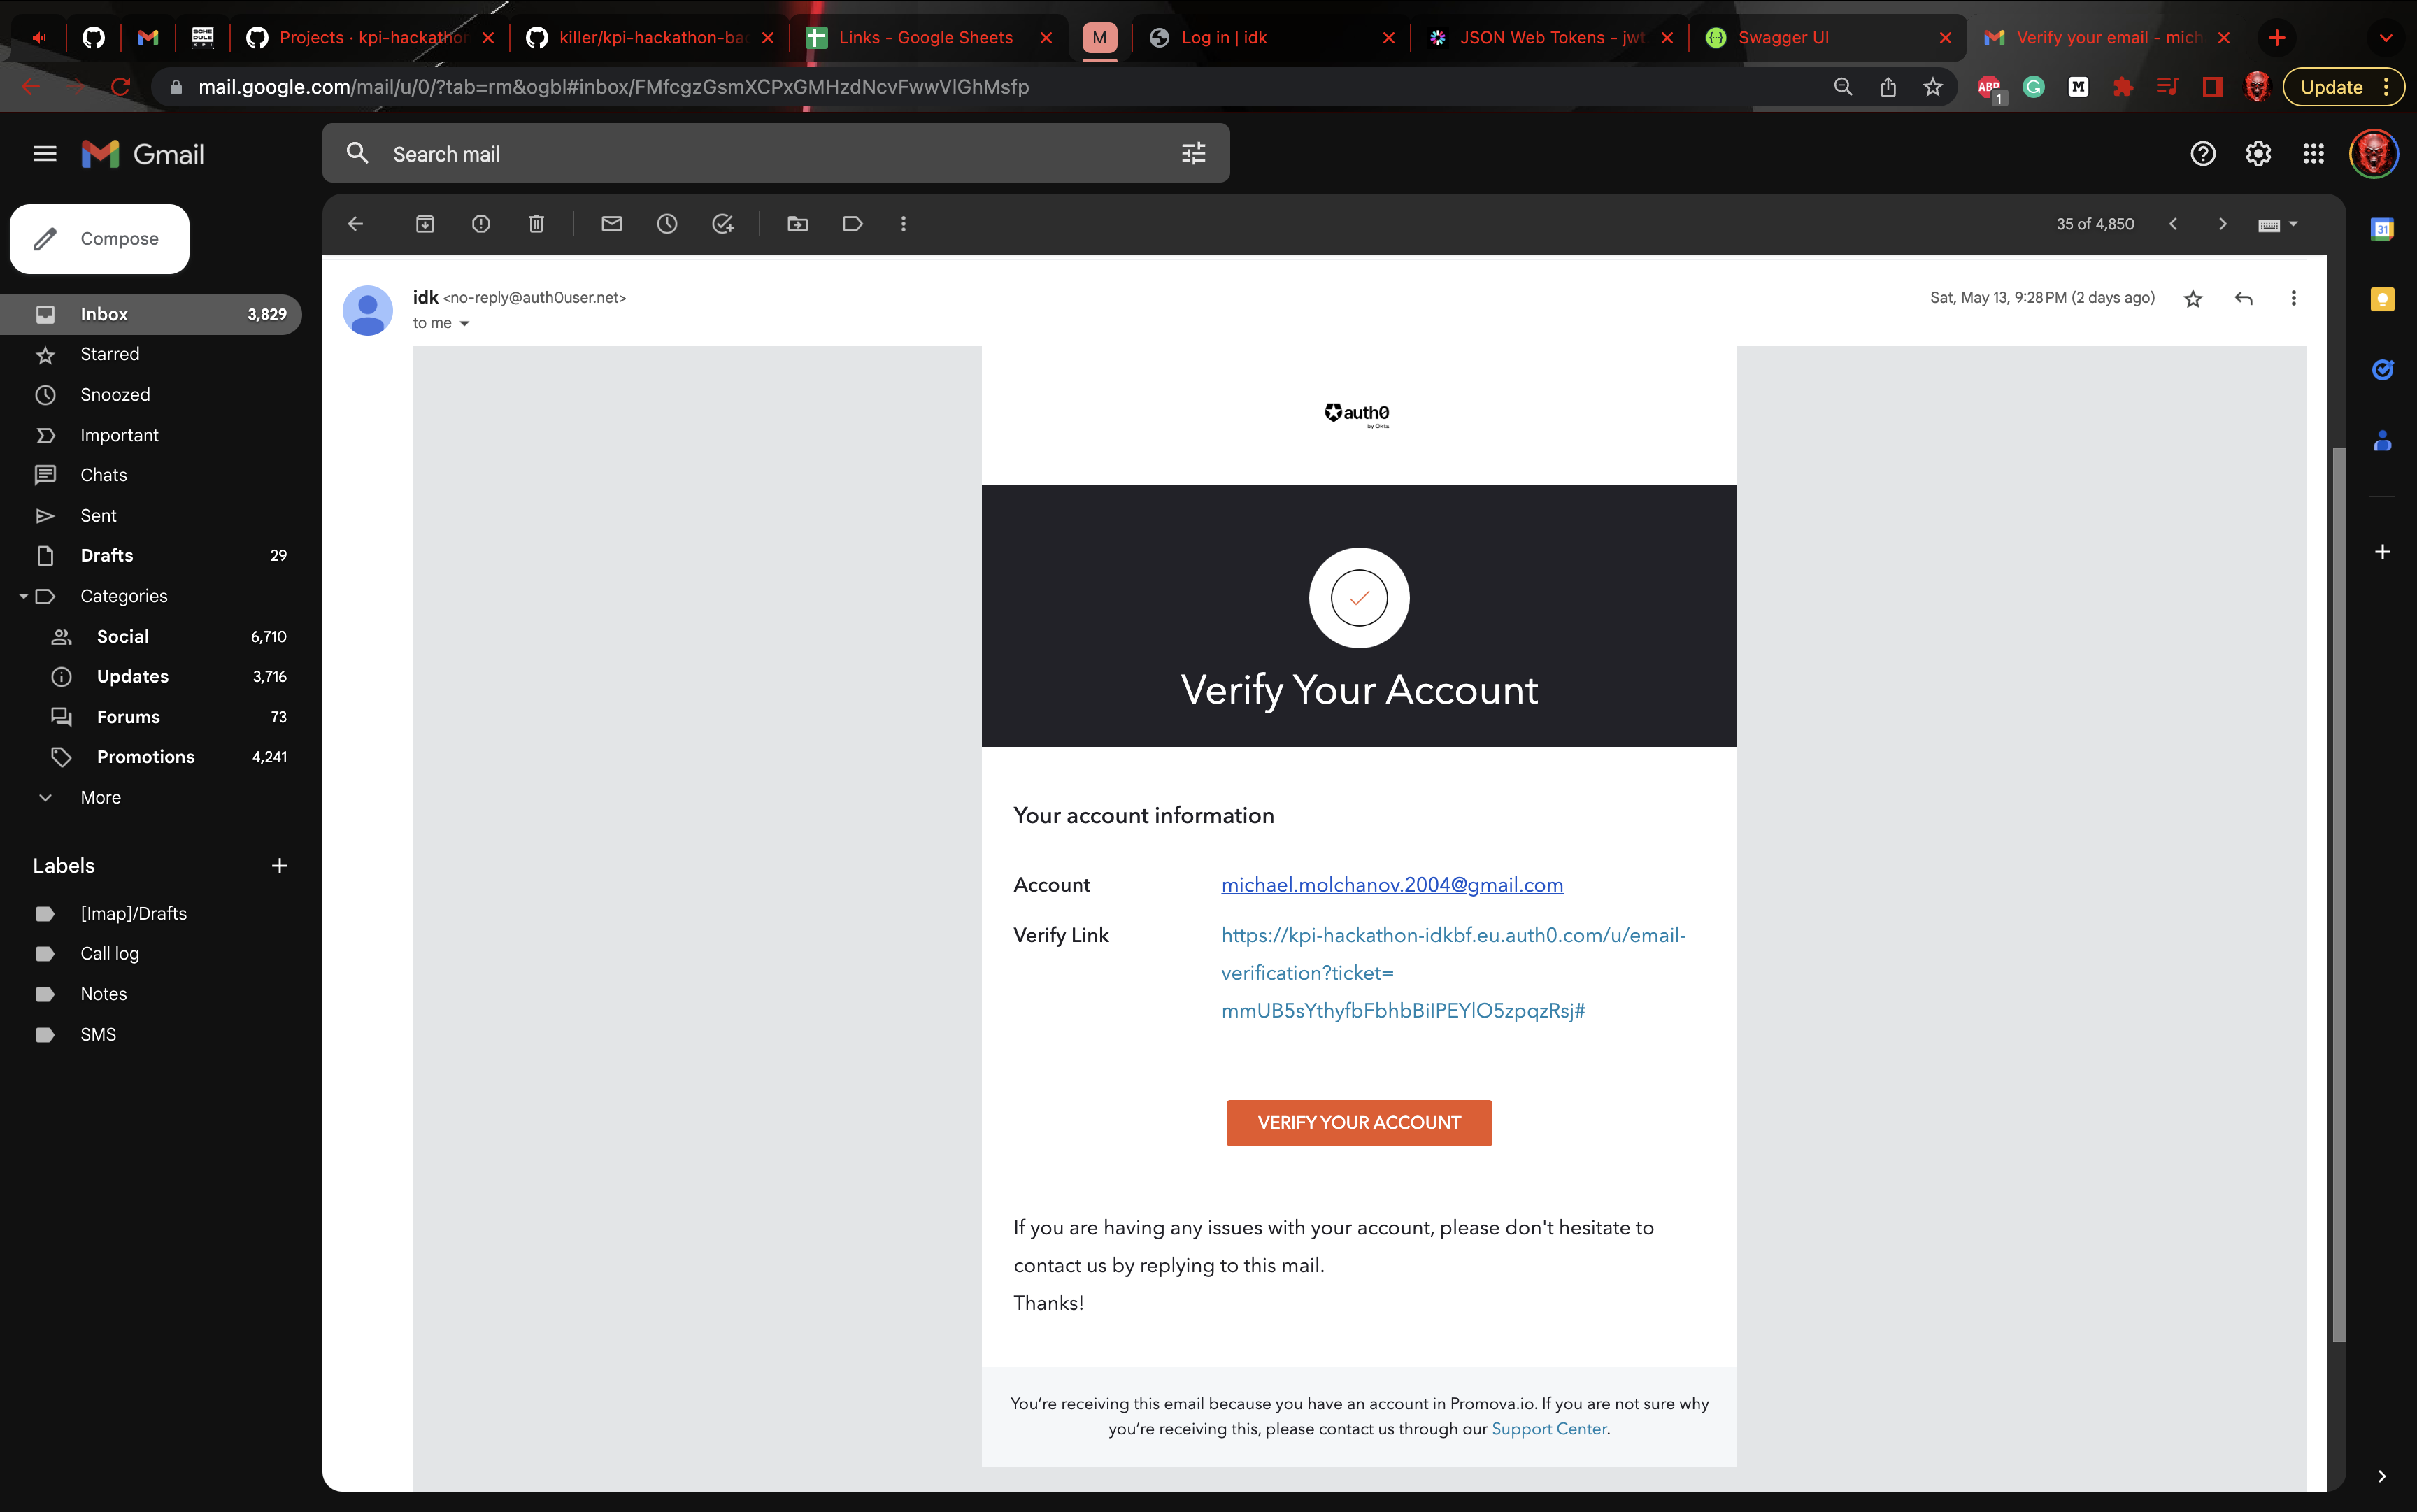 Projects · kpi-hackathon
killer/kpi-hackathon-bac
Links - Google Sheets
M
Log in | idk
JSON Web Tokens - jwt
Swagger UI
Verify your email - mich
mail.google.com/mail/u/0/?tab=rm&ogbl#inbox/FMfcgzGsmXCPxGMHzdNcvFwwVlGhMsfp
ABP
1
M
Update
Gmail
Search mail
Compose
35 of 4,850
31
Inbox 3,829
Starred
Snoozed
Important
Chats
Sent
Drafts 29
Categories
Social 6,710
Updates 3,716
Forums 73
Promotions 4,241
More
Labels
[Imap]/Drafts
Call log
Notes
SMS
idk <no-reply@auth0user.net>
Sat, May 13, 9:28 PM (2 days ago)
to me
auth0
by Okta
Verify Your Account
Your account information
Account michael.molchanov.2004@gmail.com
Verify Link https://kpi-hackathon-idkbf.eu.auth0.com/u/email-
verification?ticket=
mmUB5sYthyfbFbhbBiIPEYlO5zpqzRsj#
VERIFY YOUR ACCOUNT
If you are having any issues with your account, please don't hesitate to
contact us by replying to this mail.
Thanks!
You’re receiving this email because you have an account in Promova.io. If you are not sure why
you’re receiving this, please contact us through our Support Center.